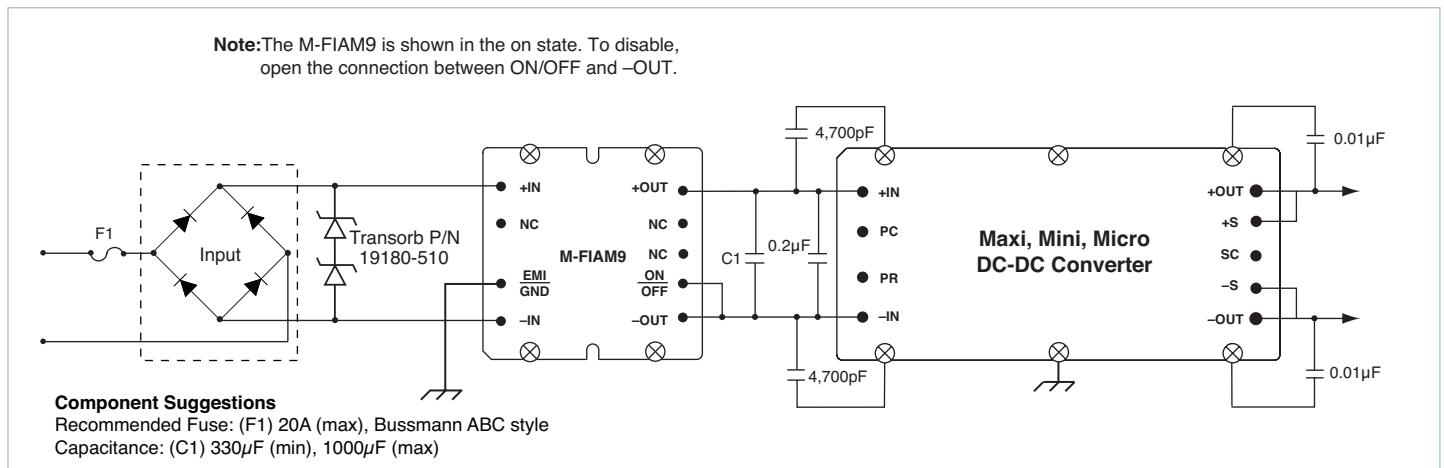 Note:The M-FIAM9 is shown in the on state. To disable,
open the connection between ON/OFF and –OUT.
F1
Input
Transorb P/N
19180-510
+IN
NC
EMI
GND
–IN
M-FIAM9
+OUT
NC
NC
ON
OFF
–OUT
C1
0.2µF
4,700pF
4,700pF
+IN
PC
PR
–IN
Maxi, Mini, Micro
DC-DC Converter
+OUT
+S
SC
–S
–OUT
0.01µF
0.01µF
Component Suggestions
Recommended Fuse: (F1) 20A (max), Bussmann ABC style
Capacitance: (C1) 330µF (min), 1000µF (max)